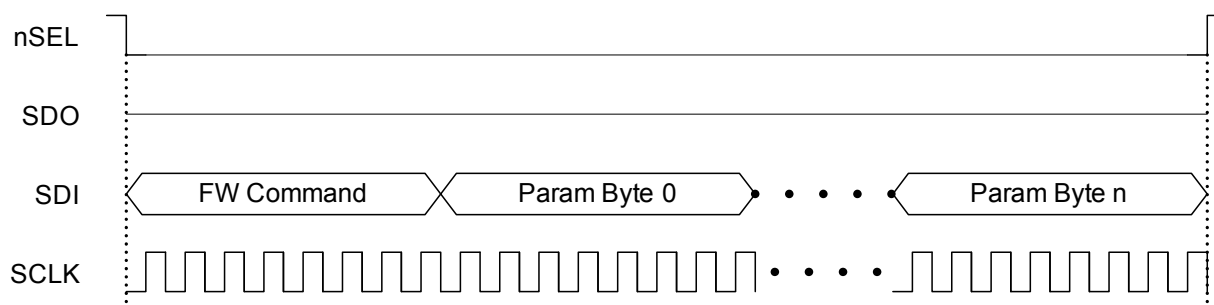 nSEL
SDO
SDI FW Command Param Byte 0 Param Byte n
SCLK